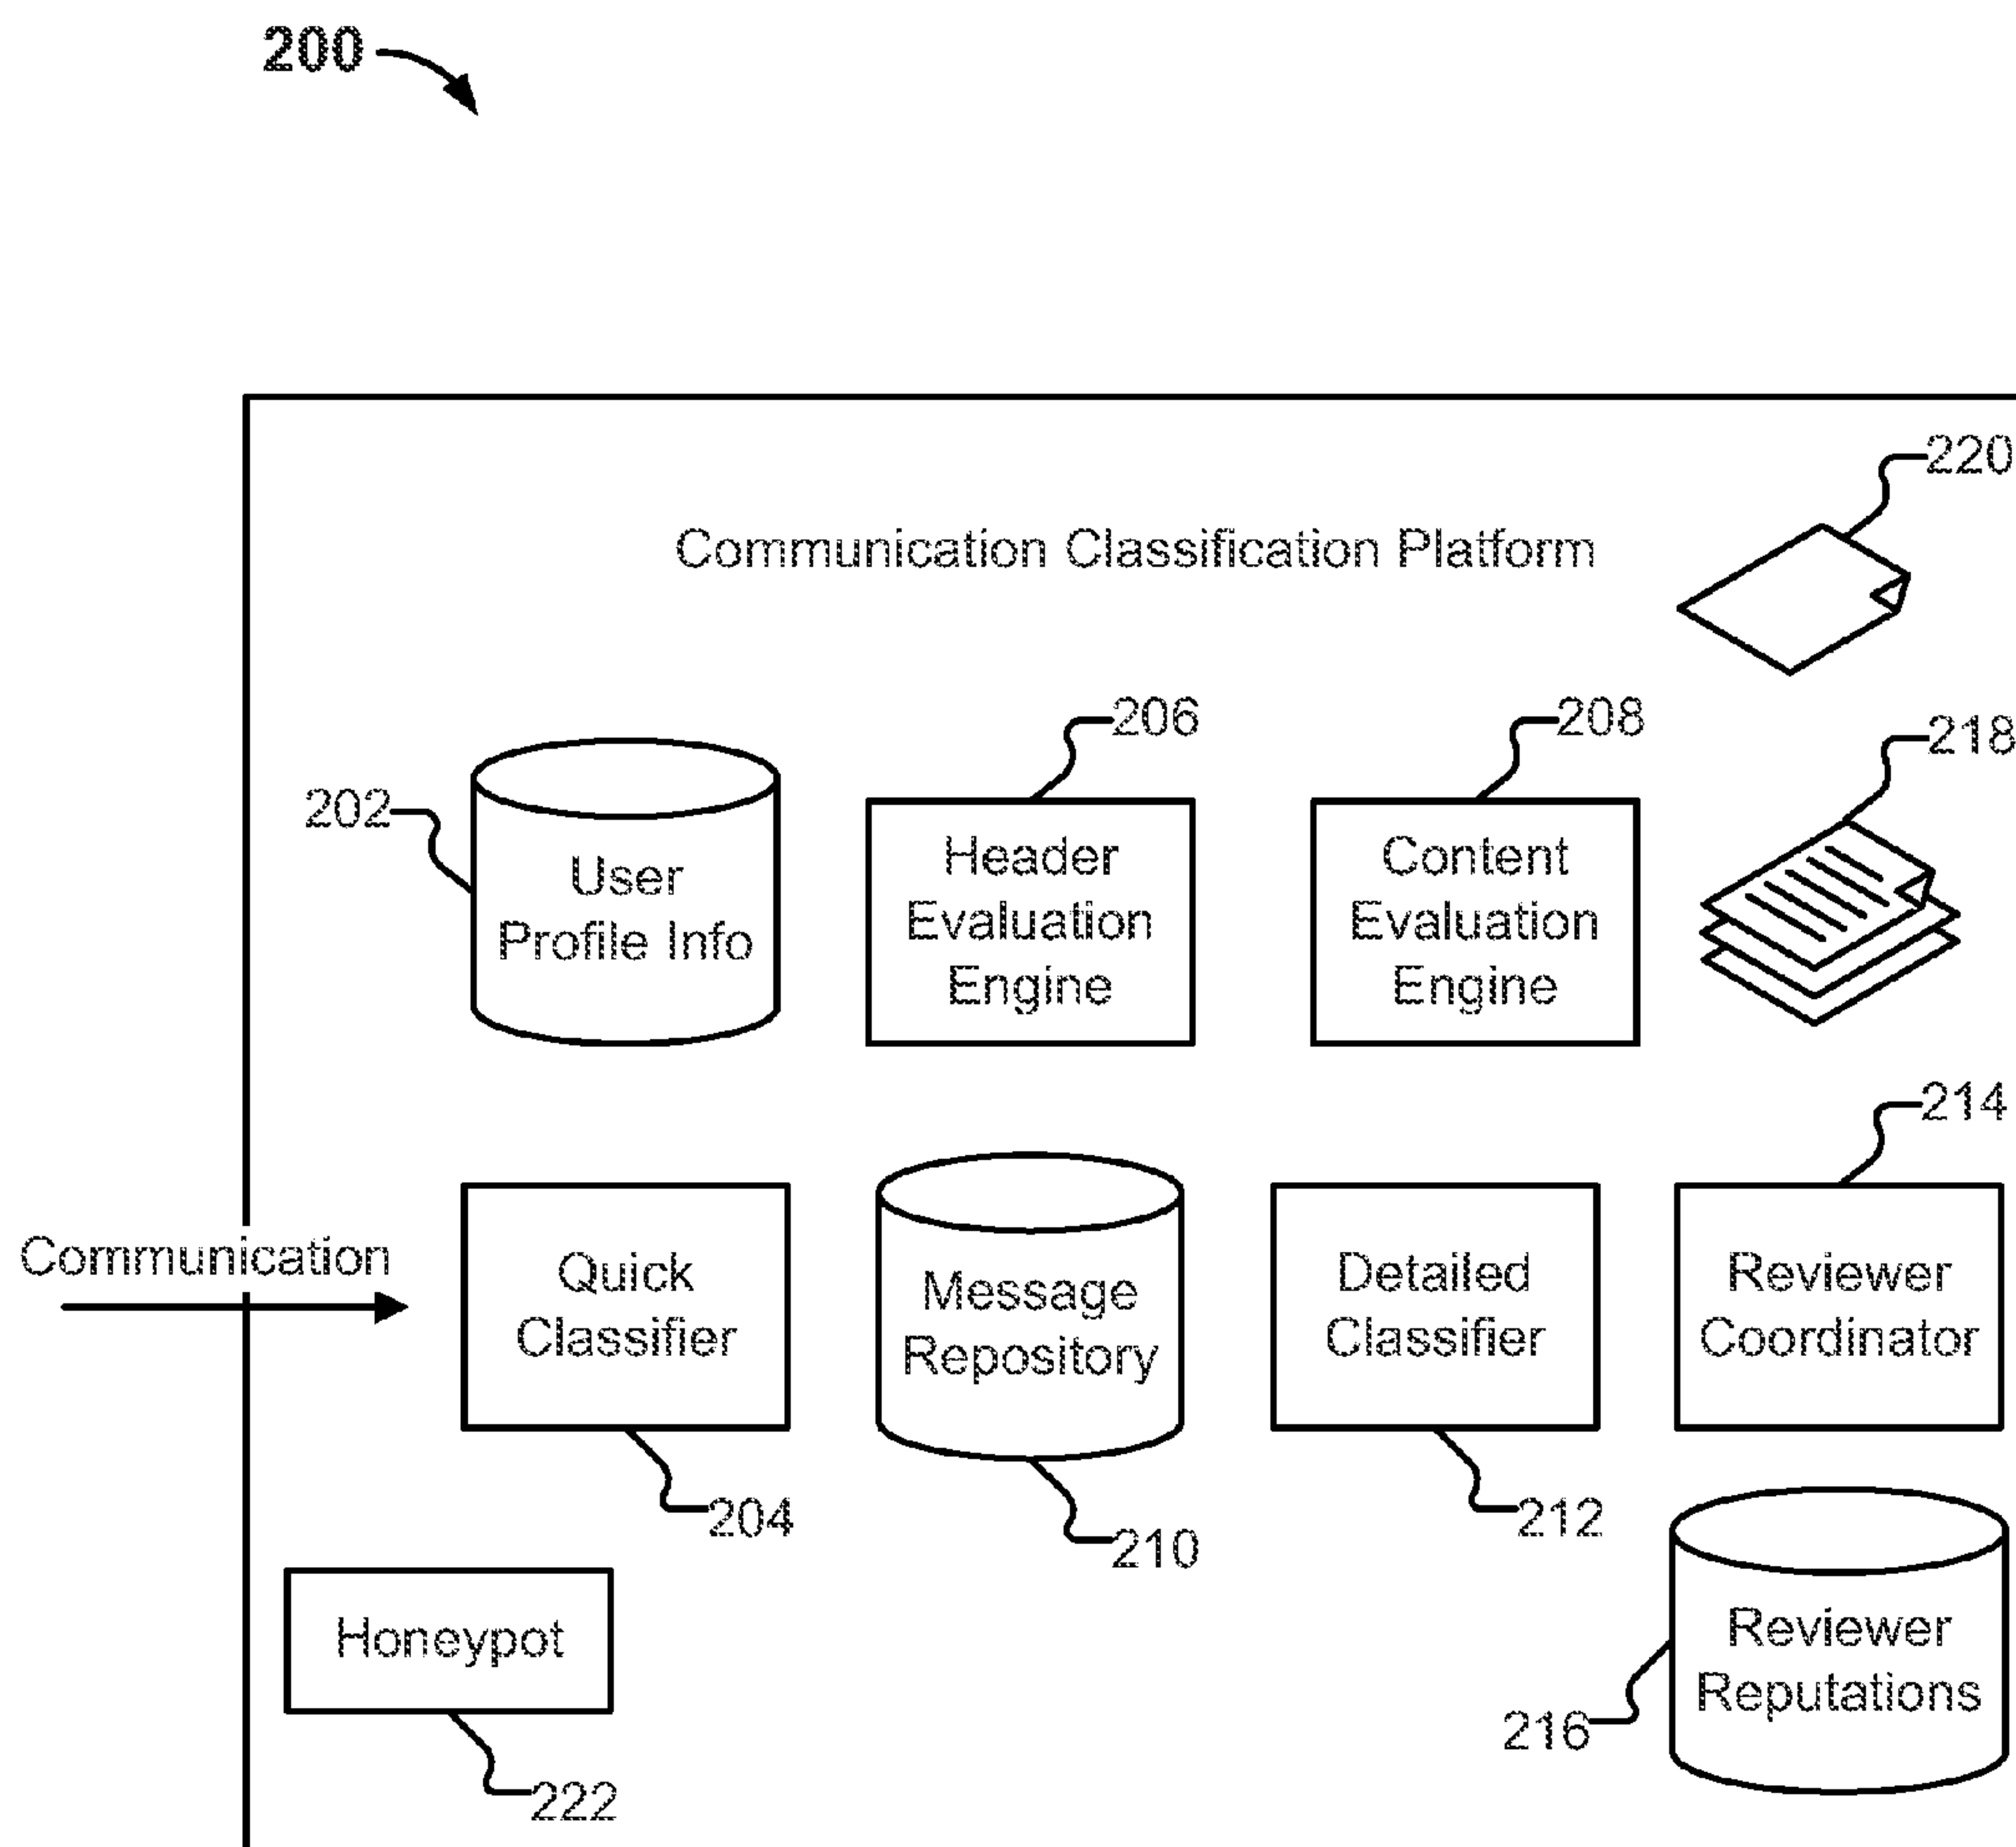 200
220
Communication Classification Platform
206
208
218
202
User
Profile Info
Header
Evaluation
Engine
Content
Evaluation
Engine
214
Communication
Quick
Classifier
Message
Repository
Detailed
Classifier
Reviewer
Coordinator
204
210
212
Honeypot
Reviewer
Reputations
216
222